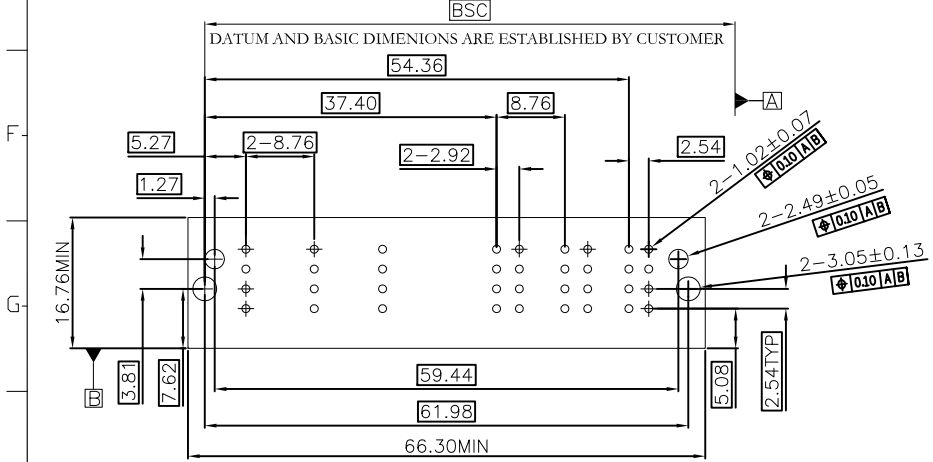 BSC
DATUM AND BASIC DIMENIONS ARE ESTABLISHED BY CUSTOMER
54.36
37.40
8.76
A
F
5.27
2-8.76
2-2.92
2.54
2-1.02±0.07
⌖ 0.10 A B
1.27
2-2.49±0.05
⌖ 0.10 A B
2-3.05±0.13
⌖ 0.10 A B
16.76MIN
G
B
3.81
7.62
59.44
5.08
2.54TYP
61.98
66.30MIN